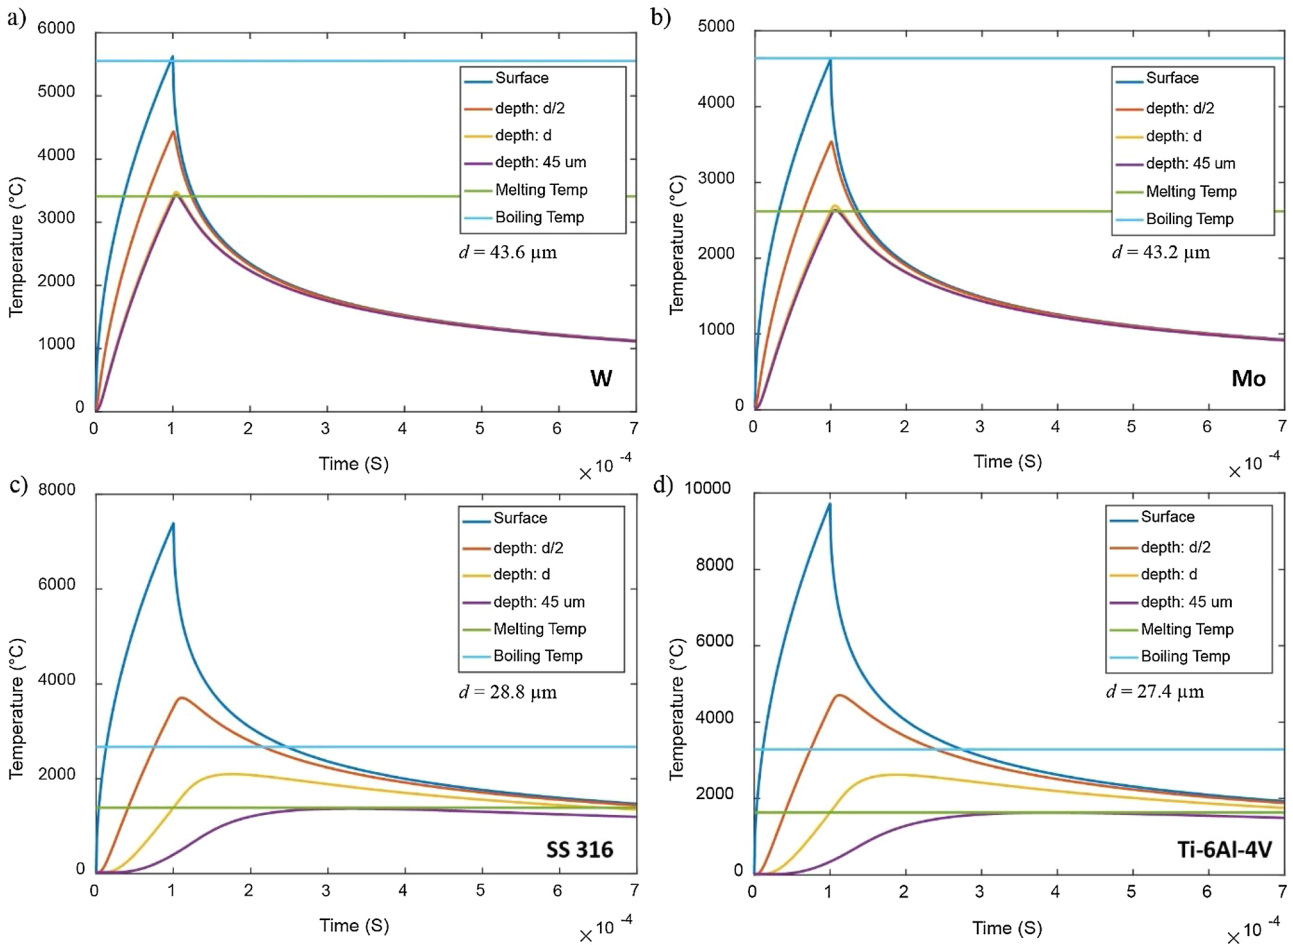 a)
6000
5000
4000
3000
2000
1000
0
Temperature (°C)
Surface
depth: d/2
depth: d
depth: 45 um
Melting Temp
Boiling Temp
d = 43.6 µm
W
0 1 2 3 4 5 6 7
Time (S)
×10 -4
b)
5000
4000
3000
2000
1000
0
Temperature (°C)
Surface
depth: d/2
depth: d
depth: 45 um
Melting Temp
Boiling Temp
d = 43.2 µm
Mo
0 1 2 3 4 5 6 7
Time (S)
×10 -4
c)
8000
6000
4000
2000
0
Temperature (°C)
Surface
depth: d/2
depth: d
depth: 45 um
Melting Temp
Boiling Temp
d = 28.8 µm
SS 316
0 1 2 3 4 5 6 7
Time (S)
×10 -4
d)
10000
8000
6000
4000
2000
0
Temperature (°C)
Surface
depth: d/2
depth: d
depth: 45 um
Melting Temp
Boiling Temp
d = 27.4 µm
Ti-6Al-4V
0 1 2 3 4 5 6 7
Time (S)
×10 -4